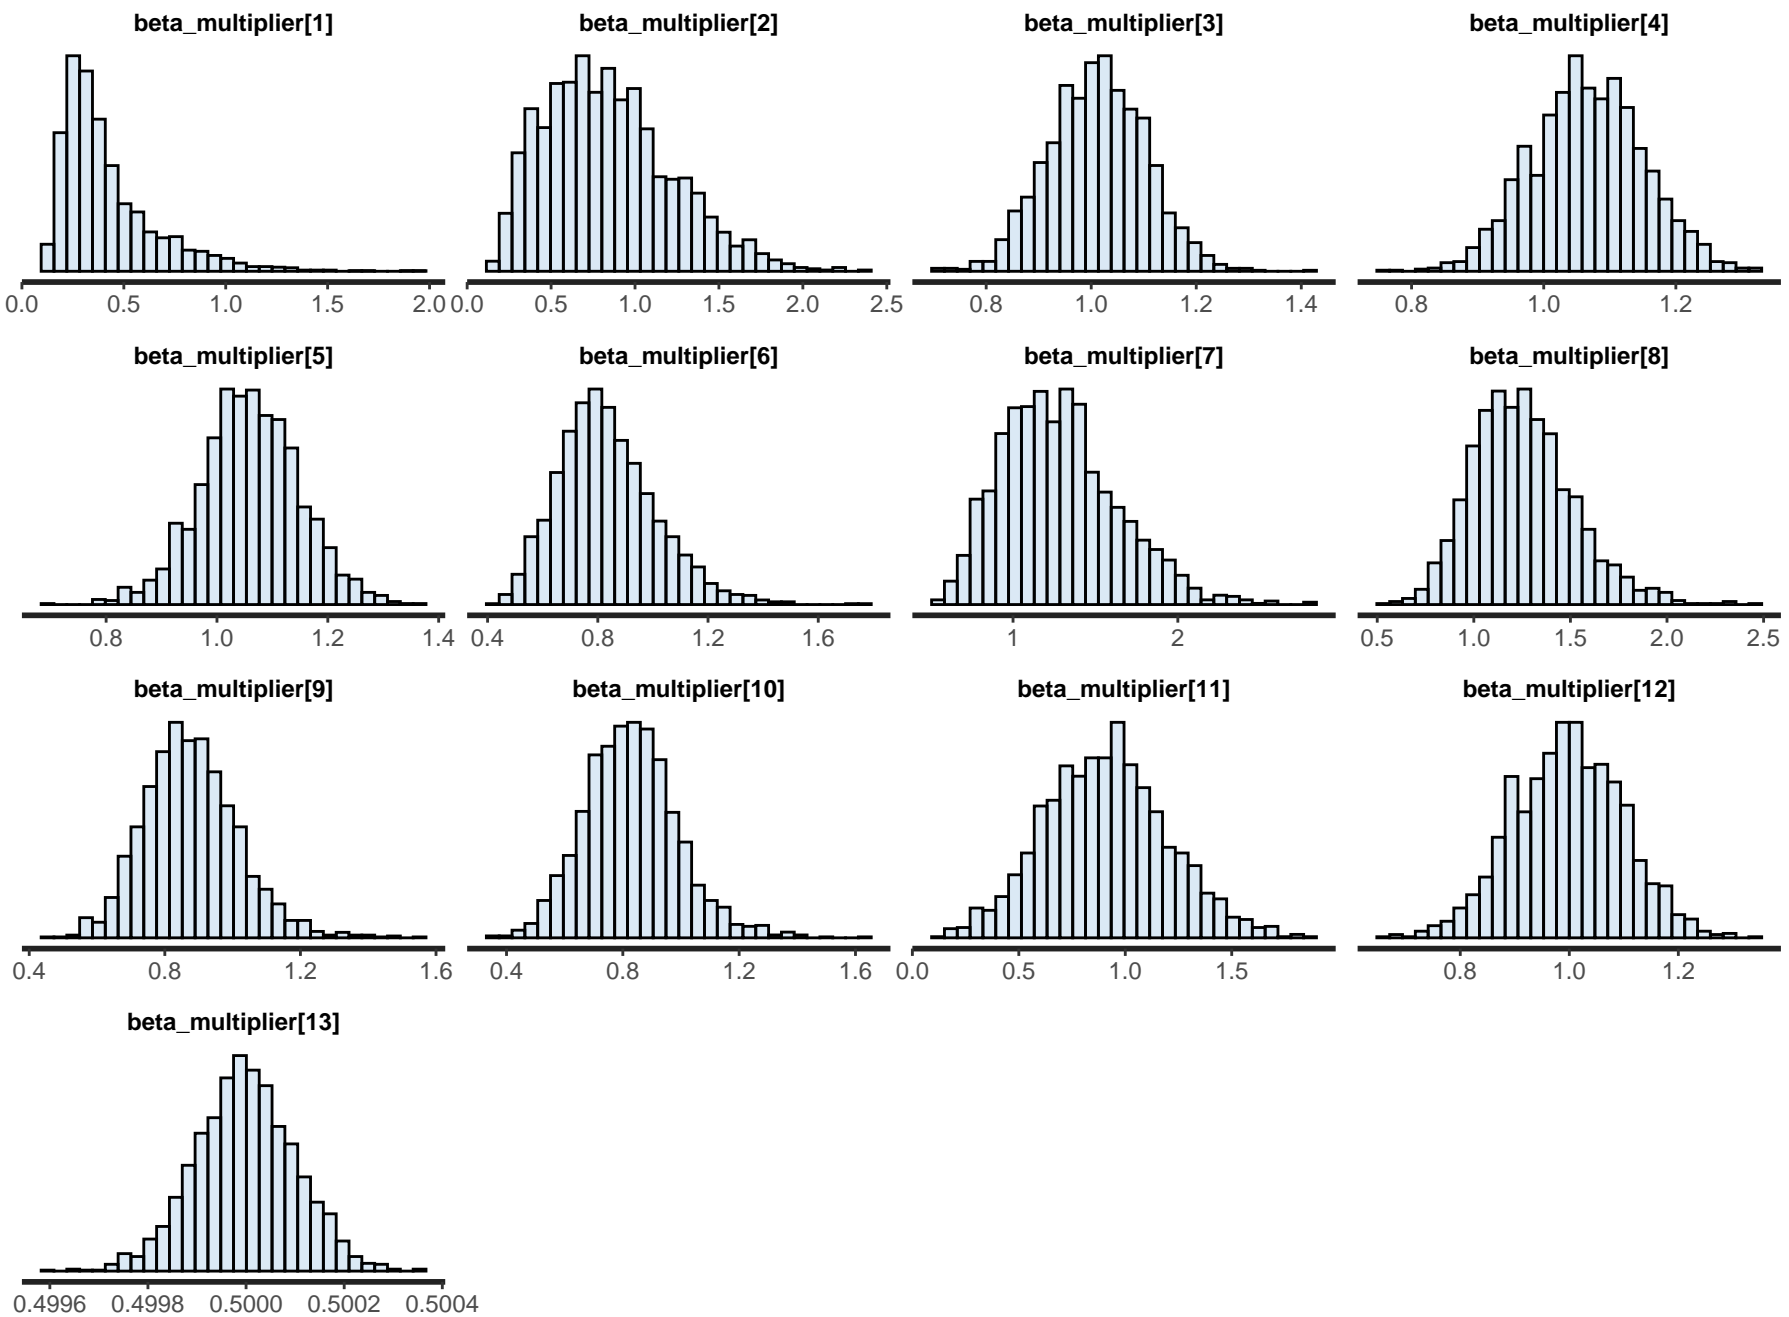 beta_multiplier[1] beta_multiplier[2] beta_multiplier[3] beta_multiplier[4]
0.0 0.5 1.0 1.5 2.0 0.0 0.5 1.0 1.5 2.0 2.5 0.8 1.0 1.2 1.4 0.8 1.0 1.2
beta_multiplier[5] beta_multiplier[6] beta_multiplier[7] beta_multiplier[8]
0.8 1.0 1.2 1.4 0.4 0.8 1.2 1.6 1 2 0.5 1.0 1.5 2.0 2.5
beta_multiplier[9] beta_multiplier[10] beta_multiplier[11] beta_multiplier[12]
0.4 0.8 1.2 1.6 0.4 0.8 1.2 1.6 0.0 0.5 1.0 1.5 0.8 1.0 1.2
beta_multiplier[13]
0.4996 0.4998 0.5000 0.5002 0.5004